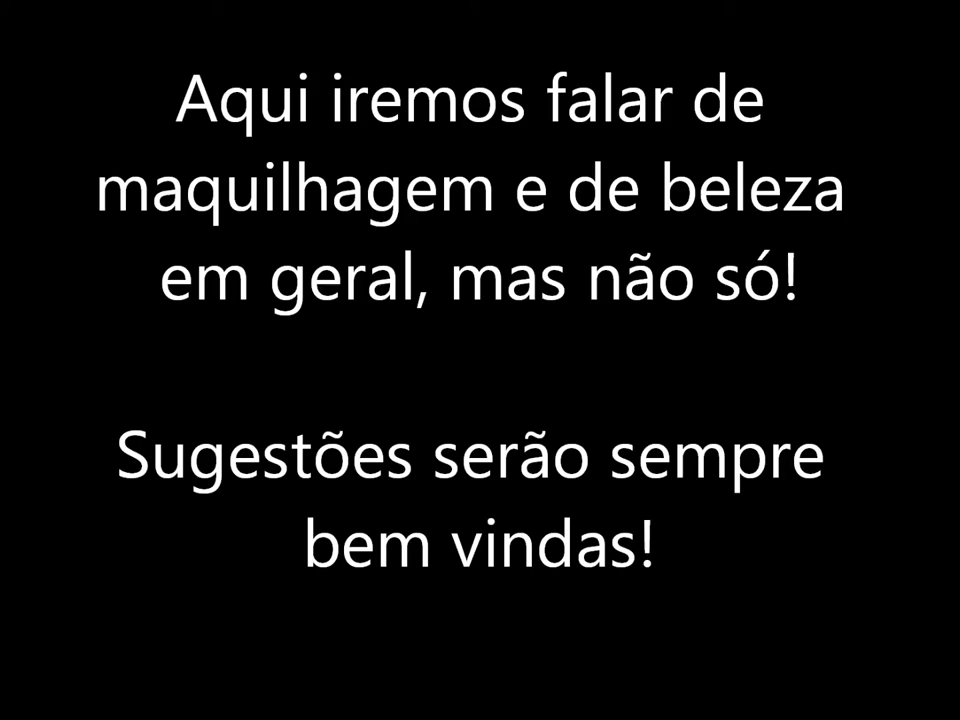 Aqui iremos falar de
maquilhagem e de beleza
em geral, mas não só!
Sugestões serão sempre
bem vindas!